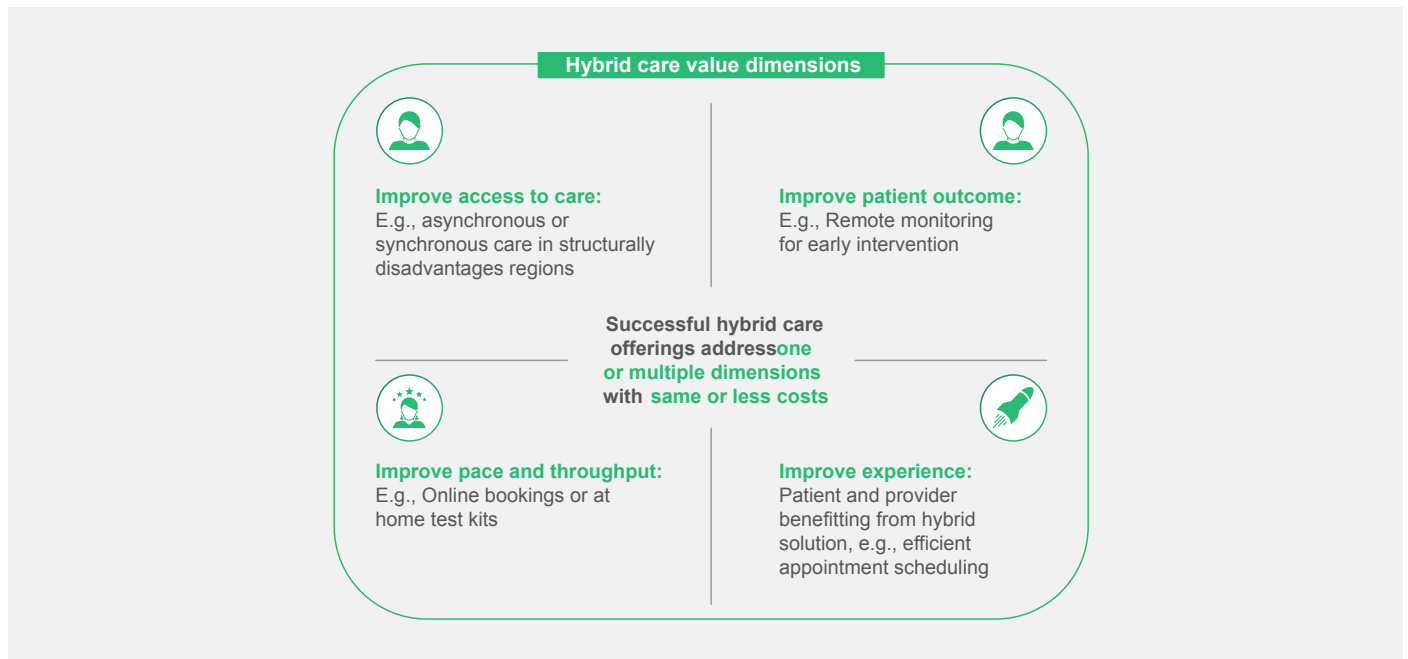 Hybrid care value dimensions
Improve access to care:
E.g., asynchronous or
synchronous care in structurally
disadvantages regions
Improve patient outcome:
E.g., Remote monitoring
for early intervention
Successful hybrid care
offerings addressone
or multiple dimensions
with same or less costs
Improve pace and throughput:
E.g., Online bookings or at
home test kits
Improve experience:
Patient and provider
benefitting from hybrid
solution, e.g., efficient
appointment scheduling